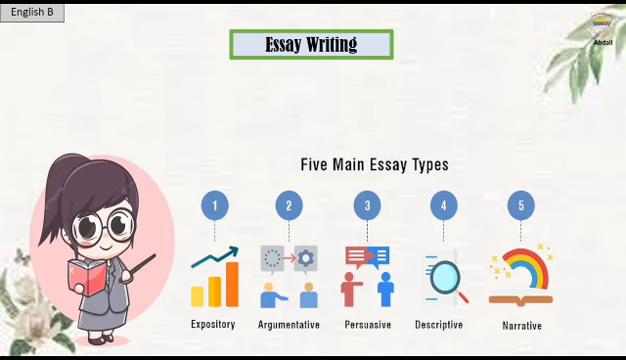 English B
Essay Writing
Abdali
Five Main Essay Types
1 2 3 4 5
Expository Argumentative Persuasive Descriptive Narrative